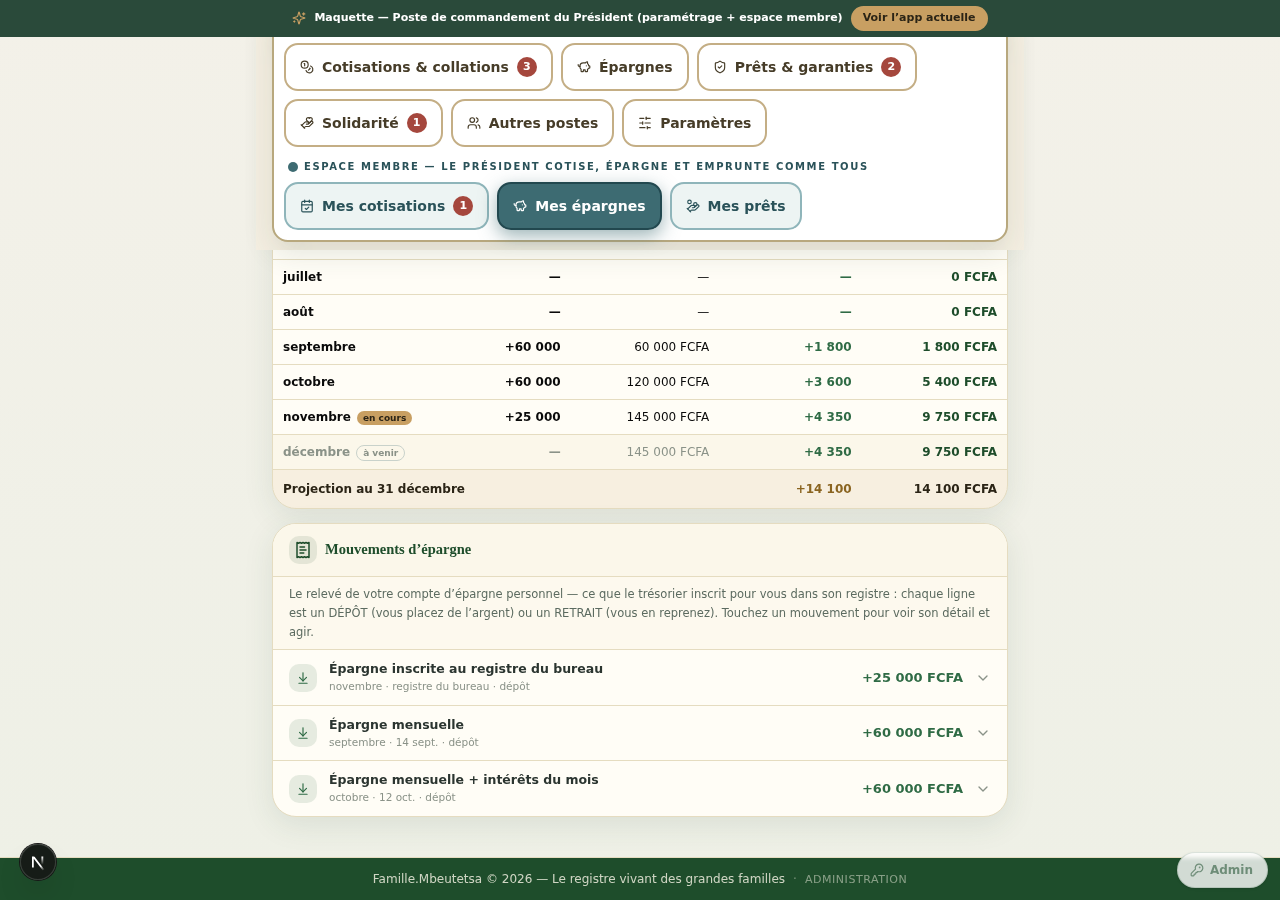 Maquette — Poste de commandement du Président (paramétrage + espace membre) Voir l’app actuelle
Cotisations & collations 3 Épargnes Prêts & garanties 2
Solidarité 1 Autres postes Paramètres
ESPACE MEMBRE — LE PRÉSIDENT COTISE, ÉPARGNE ET EMPRUNTE COMME TOUS
Mes cotisations 1 Mes épargnes Mes prêts
juillet — — — 0 FCFA
août — — — 0 FCFA
septembre +60 000 60 000 FCFA +1 800 1 800 FCFA
octobre +60 000 120 000 FCFA +3 600 5 400 FCFA
novembre en cours +25 000 145 000 FCFA +4 350 9 750 FCFA
décembre à venir — 145 000 FCFA +4 350 9 750 FCFA
Projection au 31 décembre +14 100 14 100 FCFA
Mouvements d’épargne
Le relevé de votre compte d’épargne personnel — ce que le trésorier inscrit pour vous dans son registre : chaque ligne
est un DÉPÔT (vous placez de l’argent) ou un RETRAIT (vous en reprenez). Touchez un mouvement pour voir son détail et
agir.
Épargne inscrite au registre du bureau
novembre · registre du bureau · dépôt
+25 000 FCFA
Épargne mensuelle
septembre · 14 sept. · dépôt
+60 000 FCFA
Épargne mensuelle + intérêts du mois
octobre · 12 oct. · dépôt
+60 000 FCFA
N
Famille.Mbeutetsa © 2026 — Le registre vivant des grandes familles · ADMINISTRATION
Admin